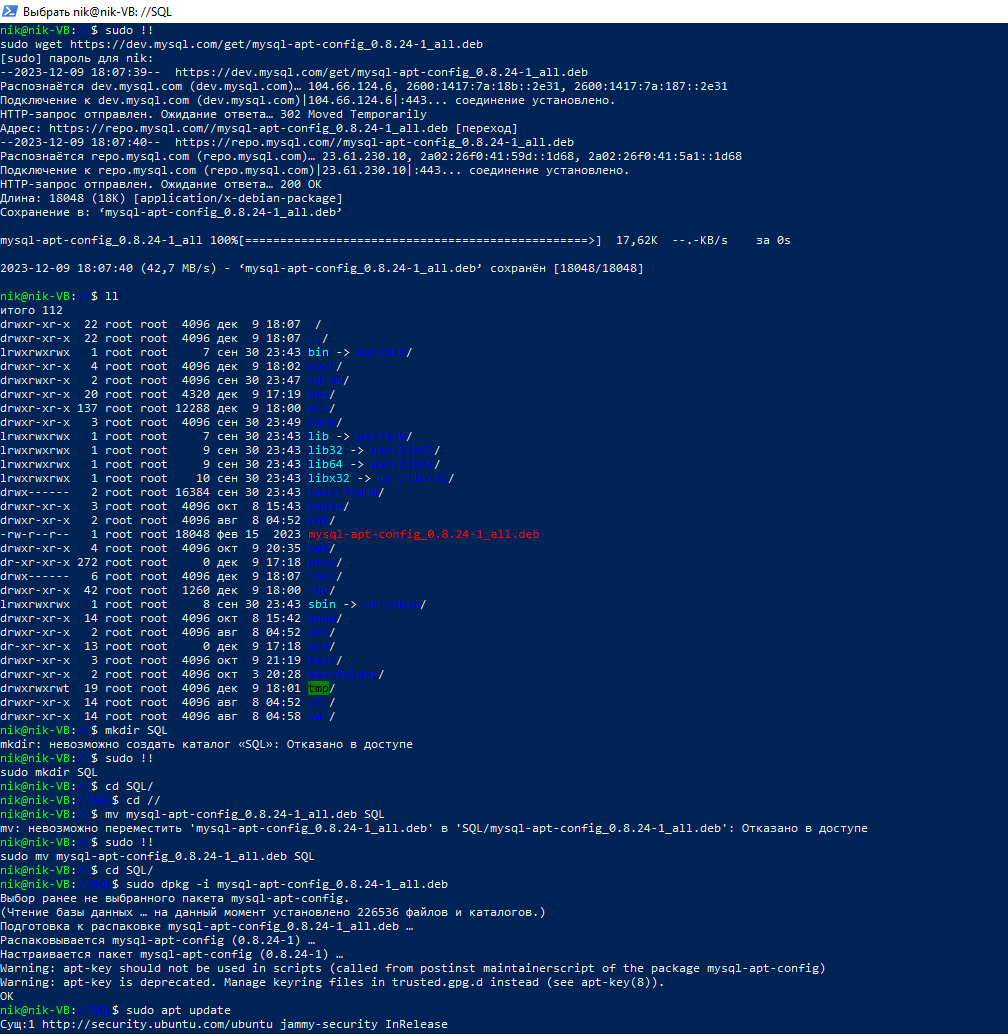 Выбрать nik@nik-VB: //SQL
nik@nik-VB: $ sudo !!
sudo wget https://dev.mysql.com/get/mysql-apt-config_0.8.24-1_all.deb
[sudo] пароль для nik:
--2023-12-09 18:07:39--  https://dev.mysql.com/get/mysql-apt-config_0.8.24-1_all.deb
Распознаётся dev.mysql.com (dev.mysql.com)… 104.66.124.6, 2600:1417:7a:18b::2e31, 2600:1417:7a:187::2e31
Подключение к dev.mysql.com (dev.mysql.com)|104.66.124.6|:443... соединение установлено.
HTTP-запрос отправлен. Ожидание ответа… 302 Moved Temporarily
Адрес: https://repo.mysql.com//mysql-apt-config_0.8.24-1_all.deb [переход]
--2023-12-09 18:07:40--  https://repo.mysql.com//mysql-apt-config_0.8.24-1_all.deb
Распознаётся repo.mysql.com (repo.mysql.com)… 23.61.230.10, 2a02:26f0:41:59d::1d68, 2a02:26f0:41:5a1::1d68
Подключение к repo.mysql.com (repo.mysql.com)|23.61.230.10|:443... соединение установлено.
HTTP-запрос отправлен. Ожидание ответа… 200 OK
Длина: 18048 (18K) [application/x-debian-package]
Сохранение в: ‘mysql-apt-config_0.8.24-1_all.deb’
mysql-apt-config_0.8.24-1_all 100%[=================================================>]  17,62K  --.-KB/s    за 0s
2023-12-09 18:07:40 (42,7 MB/s) - ‘mysql-apt-config_0.8.24-1_all.deb’ сохранён [18048/18048]
nik@nik-VB: $ ll
итого 112
drwxr-xr-x  22 root root  4096 дек  9 18:07  /
drwxr-xr-x  22 root root  4096 дек  9 18:07  /
lrwxrwxrwx   1 root root     7 сен 30 23:43 bin -> usr/bin/
drwxr-xr-x   4 root root  4096 дек  9 18:02 boot/
drwxrwxr-x   2 root root  4096 сен 30 23:47 cdrom/
drwxr-xr-x  20 root root  4320 дек  9 17:19 dev/
drwxr-xr-x 137 root root 12288 дек  9 18:00 etc/
drwxr-xr-x   3 root root  4096 сен 30 23:49 home/
lrwxrwxrwx   1 root root     7 сен 30 23:43 lib -> usr/lib/
lrwxrwxrwx   1 root root     9 сен 30 23:43 lib32 -> usr/lib32/
lrwxrwxrwx   1 root root     9 сен 30 23:43 lib64 -> usr/lib64/
lrwxrwxrwx   1 root root    10 сен 30 23:43 libx32 -> usr/libx32/
drwx------   2 root root 16384 сен 30 23:43 lost+found/
drwxr-xr-x   3 root root  4096 окт  8 15:43 media/
drwxr-xr-x   2 root root  4096 авг  8 04:52 mnt/
-rw-r--r--   1 root root 18048 фев 15  2023 mysql-apt-config_0.8.24-1_all.deb
drwxr-xr-x   4 root root  4096 окт  9 20:35 opt/
dr-xr-xr-x 272 root root     0 дек  9 17:18 proc/
drwx------   6 root root  4096 дек  9 18:07 root/
drwxr-xr-x  42 root root  1260 дек  9 18:00 run/
lrwxrwxrwx   1 root root     8 сен 30 23:43 sbin -> usr/sbin/
drwxr-xr-x  14 root root  4096 окт  8 15:42 snap/
drwxr-xr-x   2 root root  4096 авг  8 04:52 srv/
dr-xr-xr-x  13 root root     0 дек  9 17:18 sys/
drwxr-xr-x   3 root root  4096 окт  9 21:19 test/
drwxr-xr-x   2 root root  4096 окт  3 20:28 testfolder/
drwxrwxrwt  19 root root  4096 дек  9 18:01 tmp/
drwxr-xr-x  14 root root  4096 авг  8 04:52 usr/
drwxr-xr-x  14 root root  4096 авг  8 04:58 var/
nik@nik-VB: $ mkdir SQL
mkdir: невозможно создать каталог «SQL»: Отказано в доступе
nik@nik-VB: $ sudo !!
sudo mkdir SQL
nik@nik-VB: $ cd SQL/
nik@nik-VB://SQL$ cd //
nik@nik-VB: $ mv mysql-apt-config_0.8.24-1_all.deb SQL
mv: невозможно переместить 'mysql-apt-config_0.8.24-1_all.deb' в 'SQL/mysql-apt-config_0.8.24-1_all.deb': Отказано в доступе
nik@nik-VB: $ sudo !!
sudo mv mysql-apt-config_0.8.24-1_all.deb SQL
nik@nik-VB: $ cd SQL/
nik@nik-VB://SQL$ sudo dpkg -i mysql-apt-config_0.8.24-1_all.deb
Выбор ранее не выбранного пакета mysql-apt-config.
(Чтение базы данных … на данный момент установлено 226536 файлов и каталогов.)
Подготовка к распаковке mysql-apt-config_0.8.24-1_all.deb …
Распаковывается mysql-apt-config (0.8.24-1) …
Настраивается пакет mysql-apt-config (0.8.24-1) …
Warning: apt-key should not be used in scripts (called from postinst maintainerscript of the package mysql-apt-config)
Warning: apt-key is deprecated. Manage keyring files in trusted.gpg.d instead (see apt-key(8)).
OK
nik@nik-VB://SQL$ sudo apt update
Сущ:1 http://security.ubuntu.com/ubuntu jammy-security InRelease